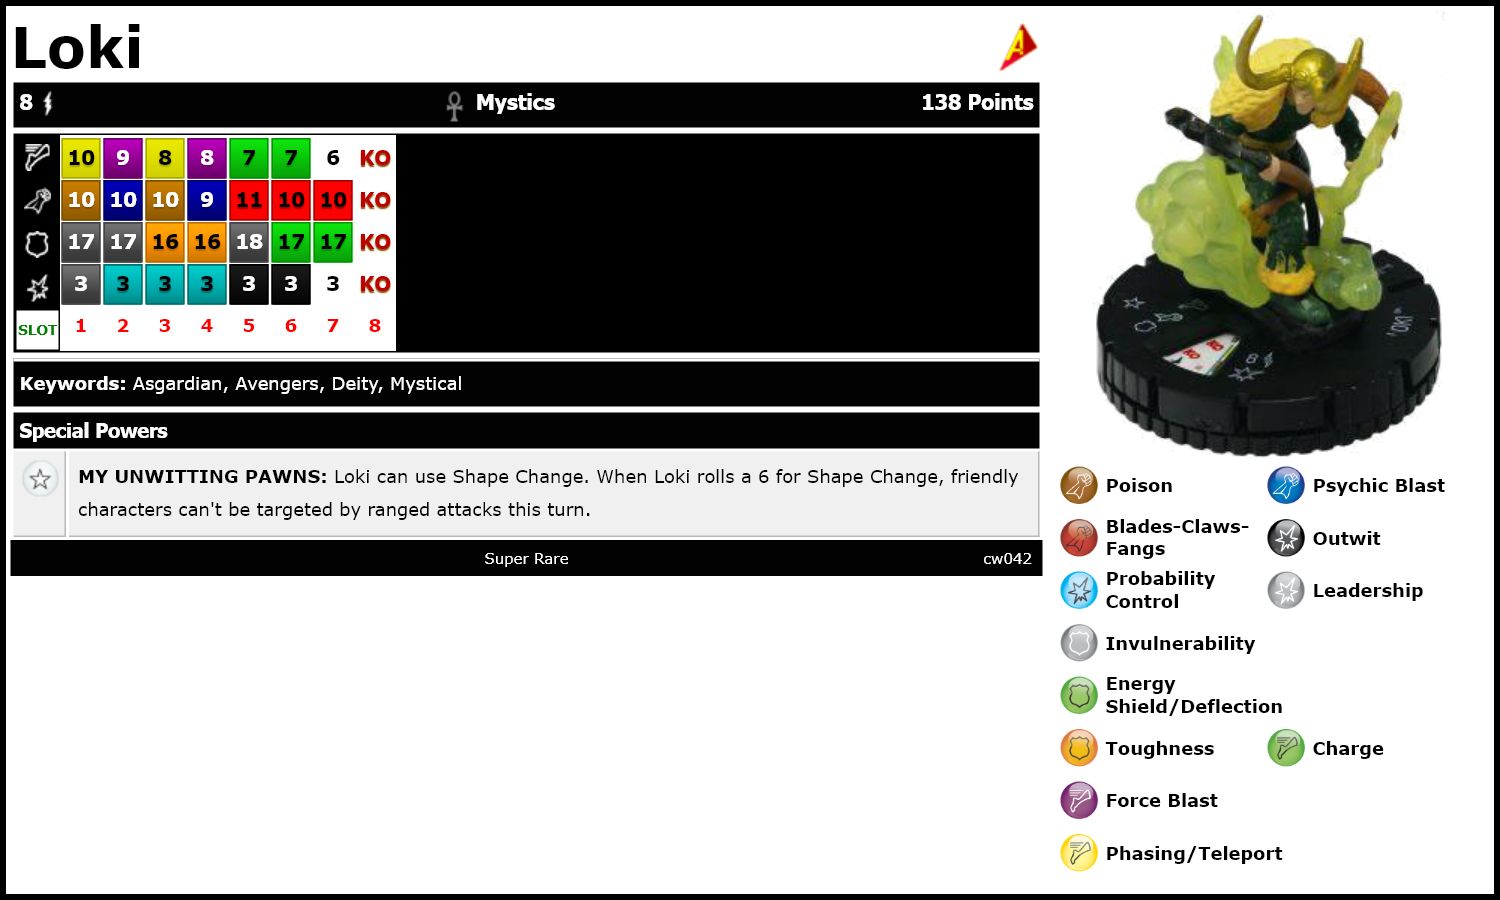 Loki
A
8 Mystics 138 Points
10 9 8 8 7 7 6 KO
10 10 10 9 11 10 10 KO
17 17 16 16 18 17 17 KO
3 3 3 3 3 3 3 KO
SLOT 1 2 3 4 5 6 7 8
Keywords: Asgardian, Avengers, Deity, Mystical
Special Powers
MY UNWITTING PAWNS: Loki can use Shape Change. When Loki rolls a 6 for Shape Change, friendly
characters can't be targeted by ranged attacks this turn.
Super Rare cw042
KO KO
8
LOKI
Poison Psychic Blast
Blades-Claws-
Fangs
Outwit
Probability
Control
Leadership
Invulnerability
Energy
Shield/Deflection
Toughness Charge
Force Blast
Phasing/Teleport